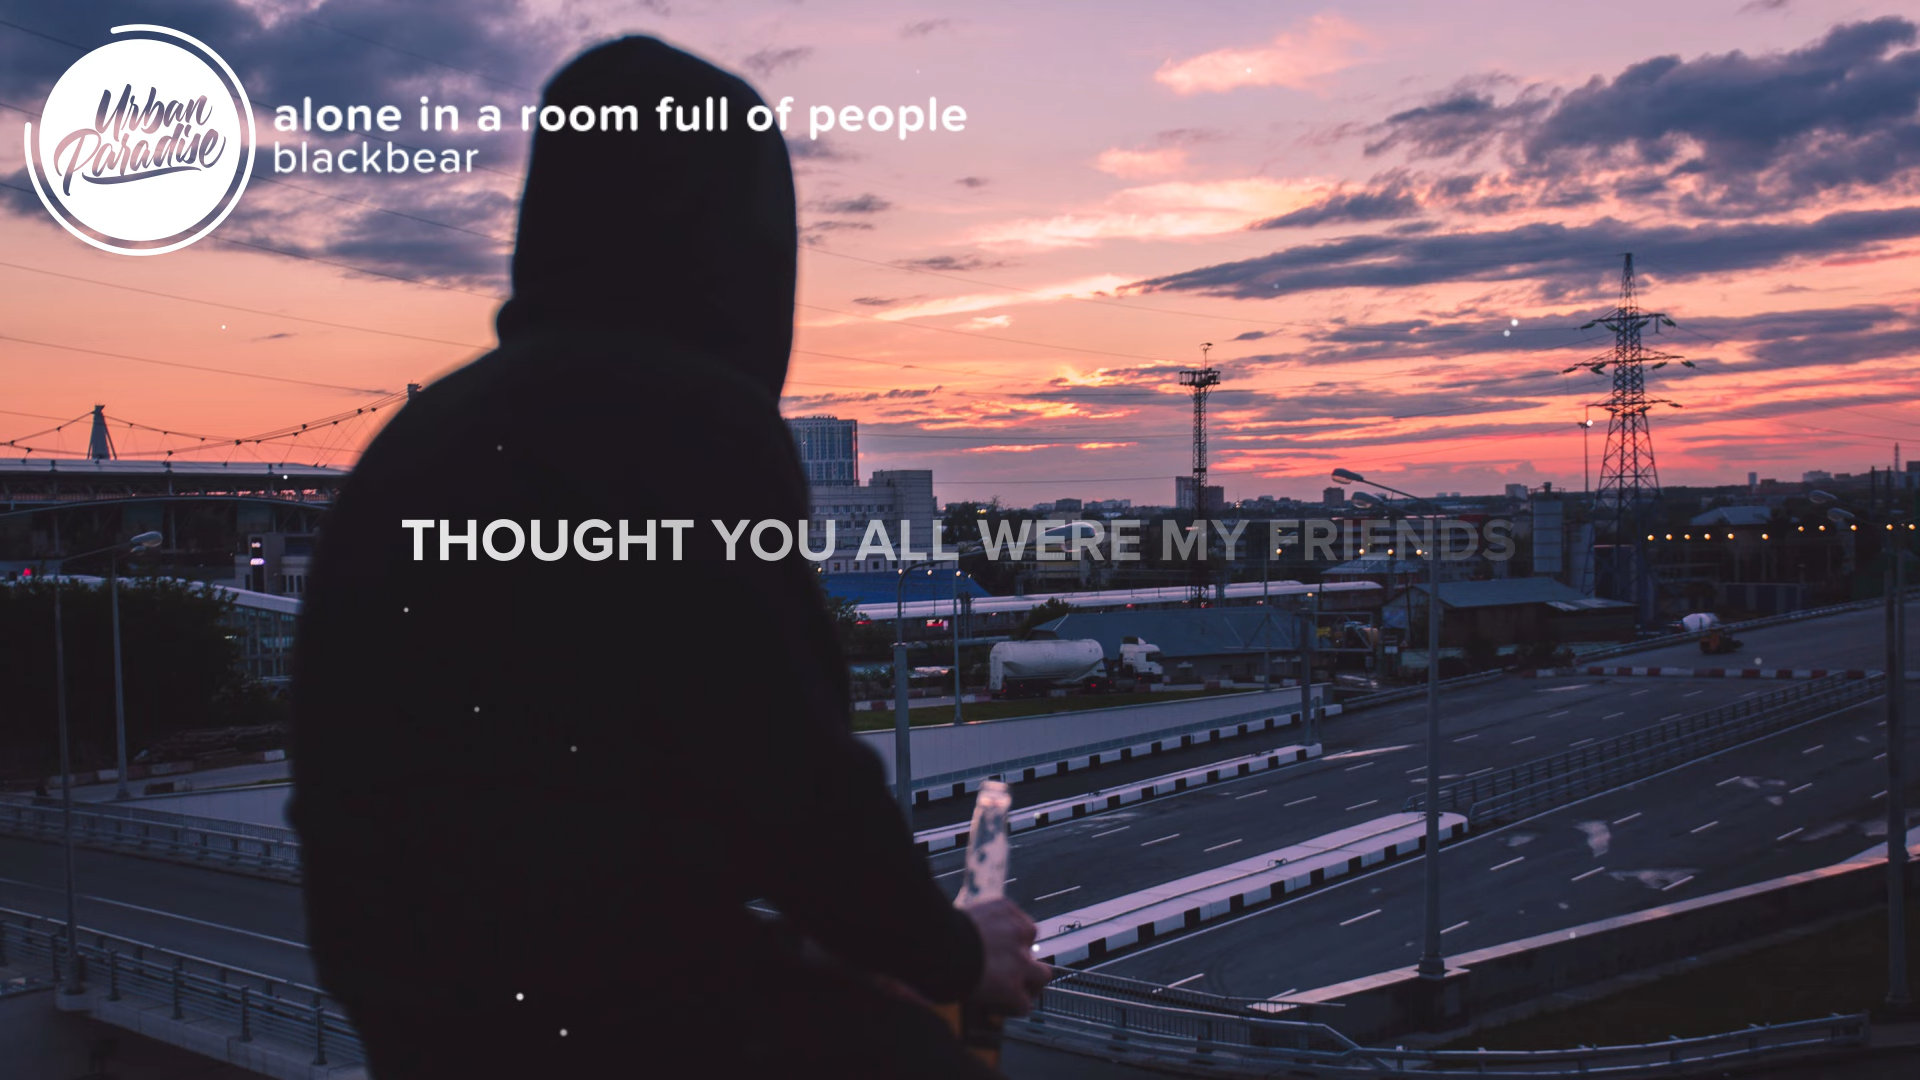 Urban
Paradise
alone in a room full of people
blackbear
THOUGHT YOU ALL WERE MY FRIENDS